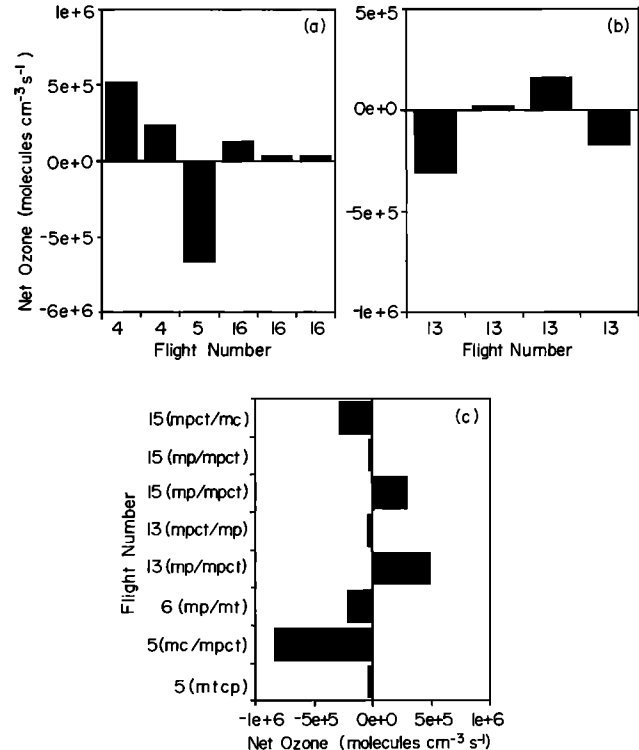 (a)
Net Ozone (molecules cm⁻³s⁻¹)
1e+6
5e+5
0e+0
-5e+5
-6e+6
4 4 5 16 16 16
Flight Number
(b)
5e+5
0e+0
-5e+5
-1e+6
13 13 13 13
Flight Number
(c)
Flight Number
15(mpct/mc)
15(mp/mpct)
15(mp/mpct)
13(mpct/mp)
13(mp/mpct)
6(mp/mt)
5(mc/mpct)
5(mtcp)
-1e+6 -5e+5 0e+0 5e+5 1e+6
Net Ozone (molecules cm⁻³ s⁻¹)